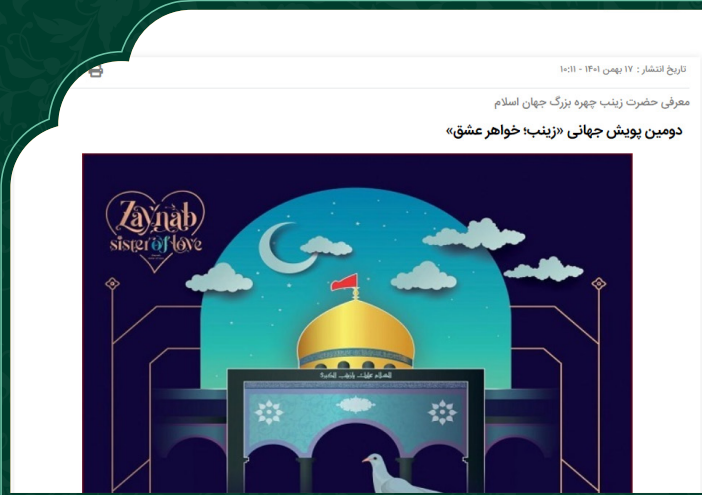 تاریخ انتشار : ۱۷ بهمن ۱۴۰۱ - ۱۰:۱۱
معرفی حضرت زینب چهره بزرگ جهان اسلام
دومین پویش جهانی «زینب؛ خواهر عشق»
Zaynab
sister of love